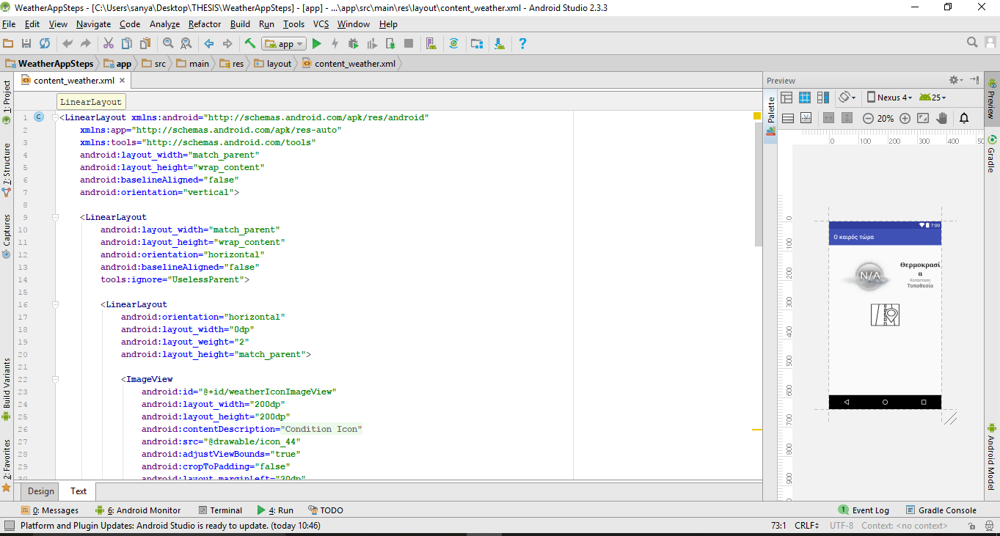 WeatherAppSteps - [C:\Users\sanya\Desktop\THESIS\WeatherAppSteps] - [app] - ...\app\src\main\res\layout\content_weather.xml - Android Studio 2.3.3
File Edit View Navigate Code Analyze Refactor Build Run Tools VCS Window Help
app
WeatherAppSteps app src main res layout content_weather.xml
content_weather.xml
LinearLayout
1 <LinearLayout xmlns:android="http://schemas.android.com/apk/res/android"
2 xmlns:app="http://schemas.android.com/apk/res-auto"
3 xmlns:tools="http://schemas.android.com/tools"
4 android:layout_width="match_parent"
5 android:layout_height="wrap_content"
6 android:baselineAligned="false"
7 android:orientation="vertical">
8
9 <LinearLayout
10 android:layout_width="match_parent"
11 android:layout_height="wrap_content"
12 android:orientation="horizontal"
13 android:baselineAligned="false"
14 tools:ignore="UselessParent">
15
16 <LinearLayout
17 android:orientation="horizontal"
18 android:layout_width="0dp"
19 android:layout_weight="2"
20 android:layout_height="match_parent">
21
22 <ImageView
23 android:id="@+id/weatherIconImageView"
24 android:layout_width="200dp"
25 android:layout_height="200dp"
26 android:contentDescription="Condition Icon"
27 android:src="@drawable/icon_44"
28 android:adjustViewBounds="true"
29 android:cropToPadding="false"
30 android:layout_marginLeft="20dp"
Design Text
1: Project
7: Structure
Captures
Build Variants
2: Favorites
Preview
Palette
Nexus 4 25
20%
0 100 200 300 400 50
0
100
200
300
400
500
600
700
800
900
7:00
Ο καιρός τώρα
N/A
Θερμοκρασί
α
Κατάσταση
Τοποθεσία
Preview
Gradle
Android Model
0: Messages 6: Android Monitor Terminal 4: Run TODO 1 Event Log Gradle Console
Platform and Plugin Updates: Android Studio is ready to update. (today 10:46) 73:1 CRLF UTF-8 Context: <no context>